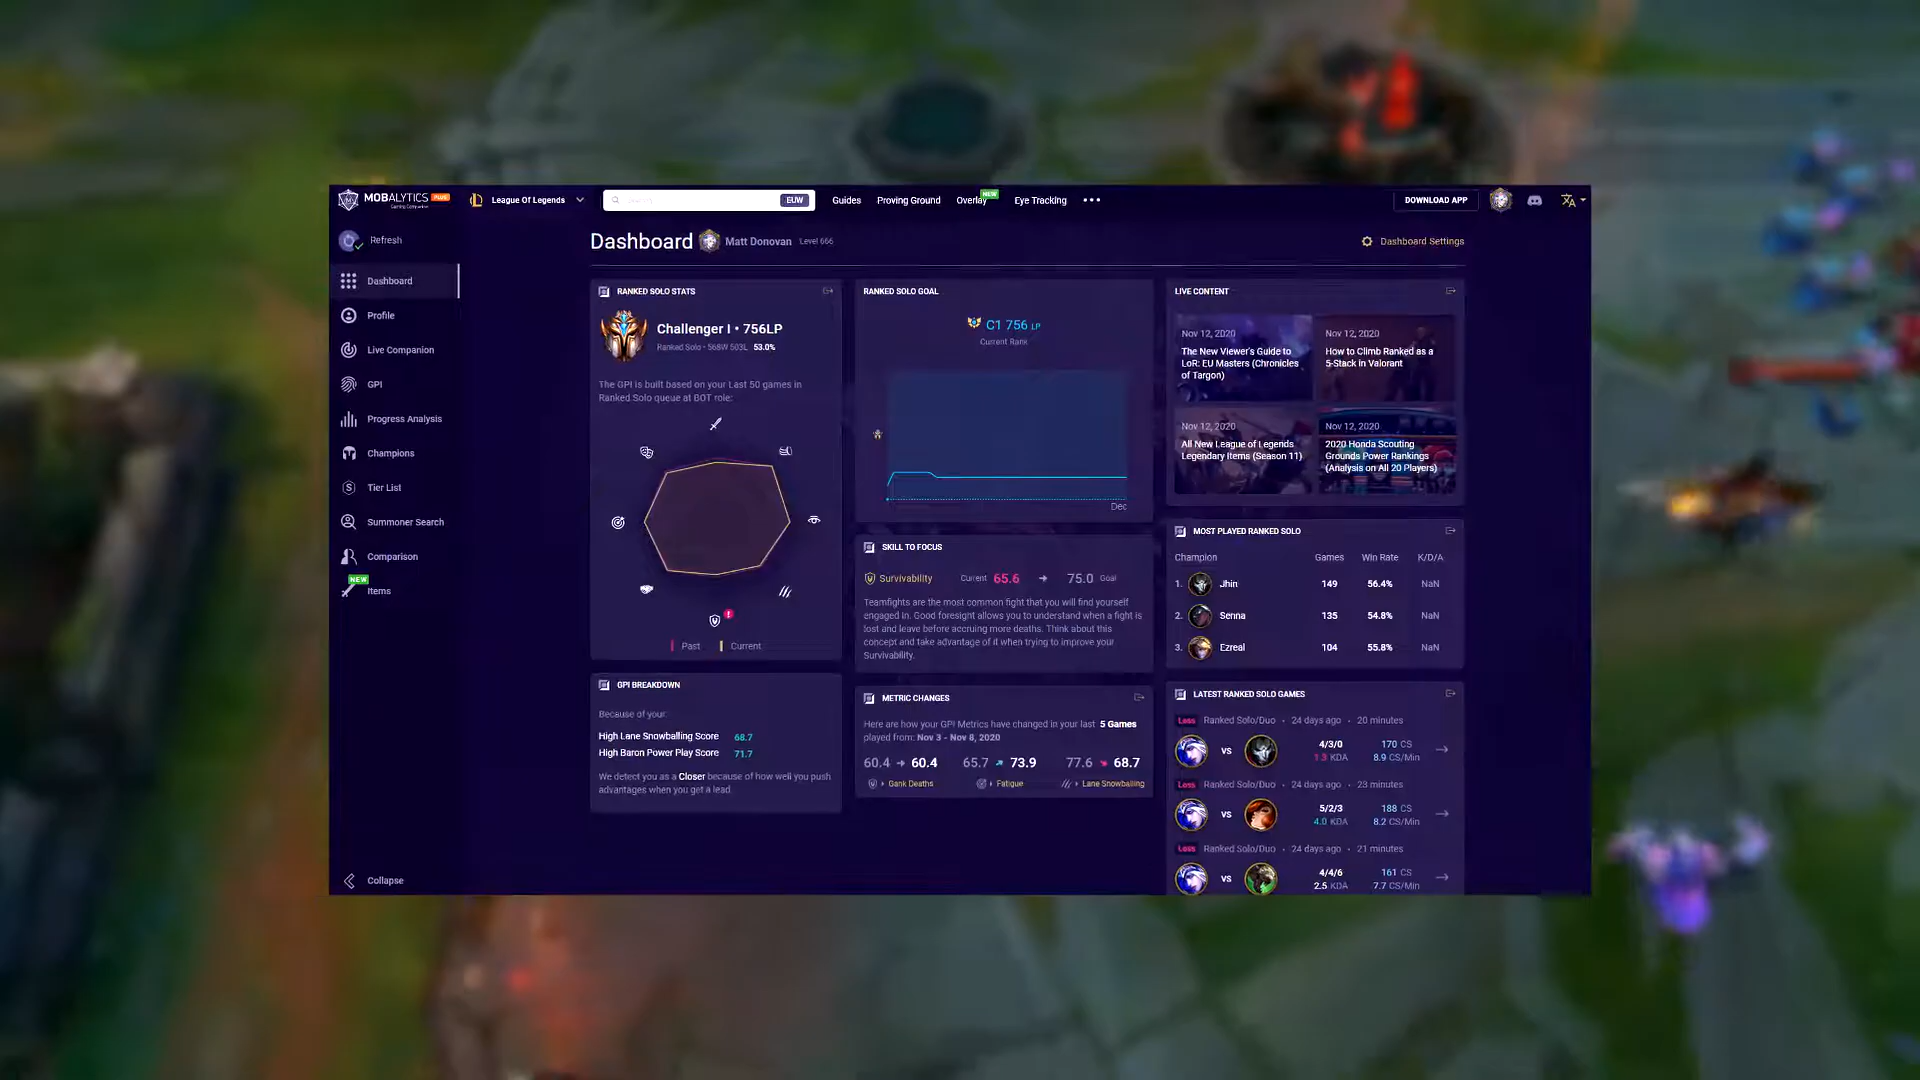 MOBALYTICS PLUS
Gaming Companion
League Of Legends
EUW
Guides
Proving Ground
Overlay
NEW
Eye Tracking
DOWNLOAD APP
Refresh
Dashboard
Profile
Live Companion
GPI
Progress Analysis
Champions
Tier List
Summoner Search
Comparison
NEW
Items
Collapse
Dashboard
Matt Donovan
Level 666
Dashboard Settings
RANKED SOLO STATS
Challenger I • 756LP
Ranked Solo - 568W 503L 53.0%
The GPI is built based on your Last 50 games in
Ranked Solo queue at BOT role:
Past
Current
GPI BREAKDOWN
Because of your:
High Lane Snowballing Score 68.7
High Baron Power Play Score 71.7
We detect you as a Closer because of how well you push
advantages when you get a lead
RANKED SOLO GOAL
C1 756 LP
Current Rank
Dec
SKILL TO FOCUS
Survivability Current 65.6 → 75.0 Goal
Teamfights are the most common fight that you will find yourself
engaged in. Good foresight allows you to understand when a fight is
lost and leave before accruing more deaths. Think about this
concept and take advantage of it when trying to improve your
Survivability.
METRIC CHANGES
Here are how your GPI Metrics have changed in your last 5 Games
played from: Nov 3 - Nov 8, 2020
60.4 → 60.4 65.7 73.9 77.6 68.7
Gank Deaths Fatigue Lane Snowballing
LIVE CONTENT
Nov 12, 2020
The New Viewer's Guide to
LoR: EU Masters (Chronicles
of Targon)
Nov 12, 2020
How to Climb Ranked as a
5-Stack in Valorant
Nov 12, 2020
All New League of Legends
Legendary Items (Season 11)
Nov 12, 2020
2020 Honda Scouting
Grounds Power Rankings
(Analysis on All 20 Players)
MOST PLAYED RANKED SOLO
Champion Games Win Rate K/D/A
1. Jhin 149 56.4% NaN
2. Senna 135 54.8% NaN
3. Ezreal 104 55.8% NaN
LATEST RANKED SOLO GAMES
Loss Ranked Solo/Duo • 24 days ago • 20 minutes
VS 4/3/0 170 CS
1.3 KDA 8.9 CS/Min
Loss Ranked Solo/Duo • 24 days ago • 23 minutes
VS 5/2/3 188 CS
4.0 KDA 8.2 CS/Min
Loss Ranked Solo/Duo • 24 days ago • 21 minutes
VS 4/4/6 161 CS
2.5 KDA 7.7 CS/Min